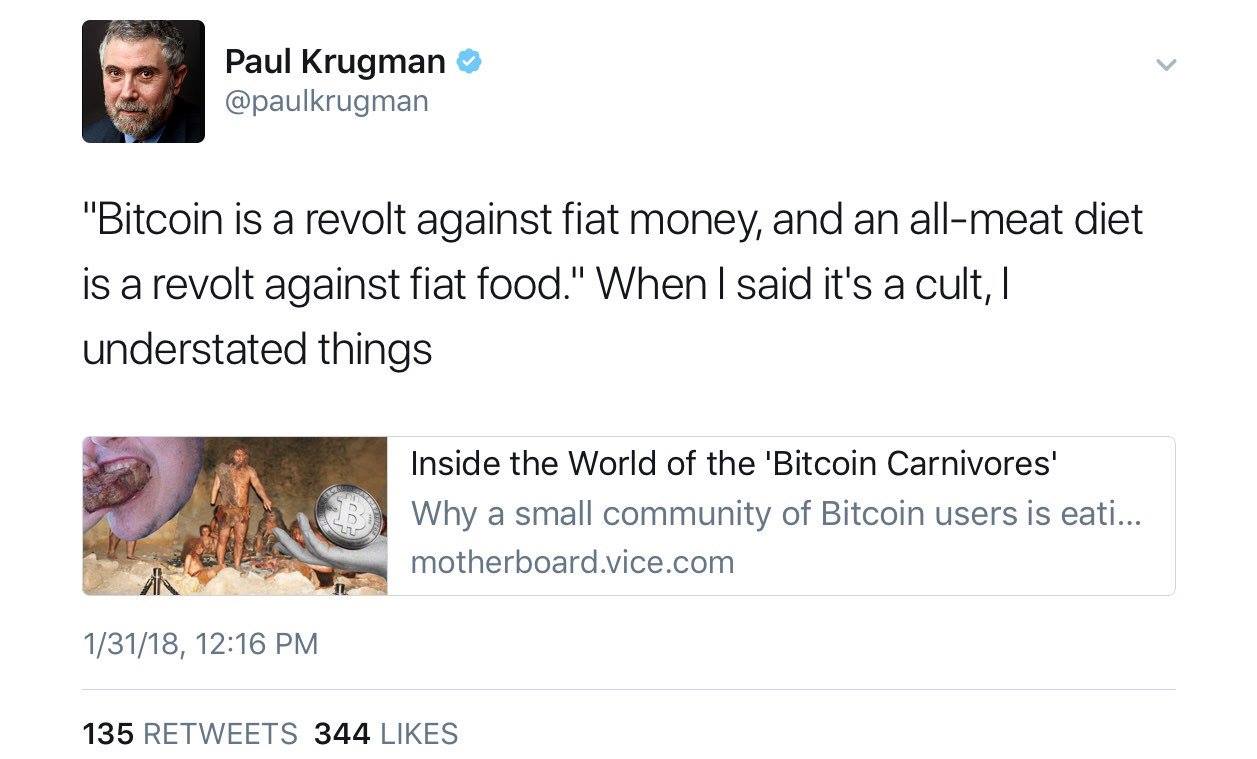 Paul Krugman
@paulkrugman
"Bitcoin is a revolt against fiat money, and an all-meat diet
is a revolt against fiat food." When I said it's a cult, I
understated things
Inside the World of the 'Bitcoin Carnivores'
Why a small community of Bitcoin users is eati...
motherboard.vice.com
1/31/18, 12:16 PM
135 RETWEETS 344 LIKES